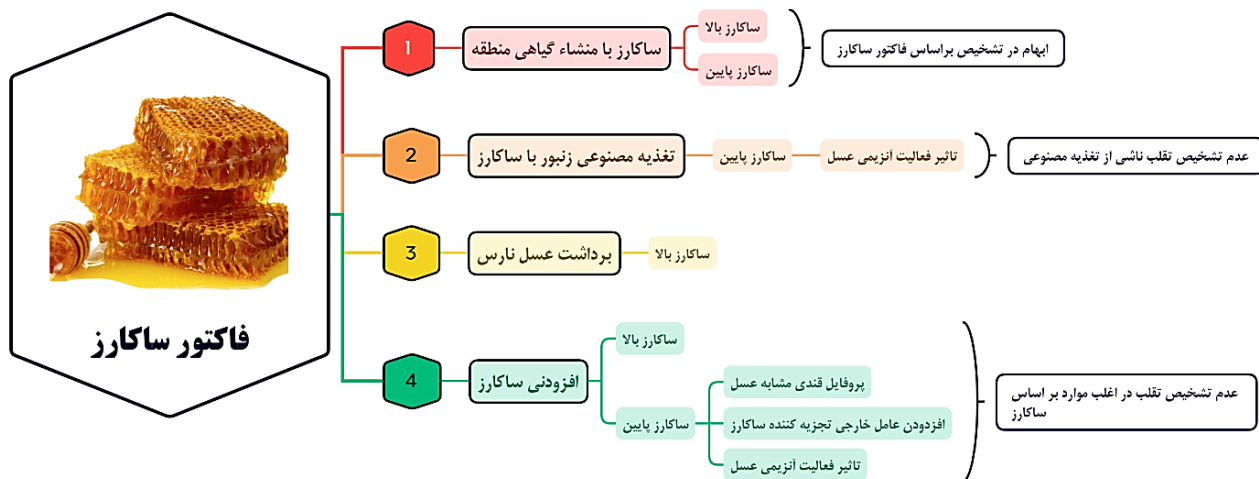 فاکتور ساکارز
1
ساکارز با منشاء گیاهی منطقه
ساکارز بالا
ساکارز پایین
ابهام در تشخیص براساس فاکتور ساکارز
2
تغذیه مصنوعی زنبور با ساکارز
ساکارز پایین
تاثیر فعالیت آنزیمی عسل
عدم تشخیص تقلب ناشی از تغذیه مصنوعی
3
برداشت عسل نارس
ساکارز بالا
4
افزودنی ساکارز
ساکارز بالا
ساکارز پایین
پروفایل قندی مشابه عسل
افزدودن عامل خارجی تجزیه کننده ساکارز
تاثیر فعالیت آنزیمی عسل
عدم تشخیص تقلب در اغلب موارد بر اساس
ساکارز